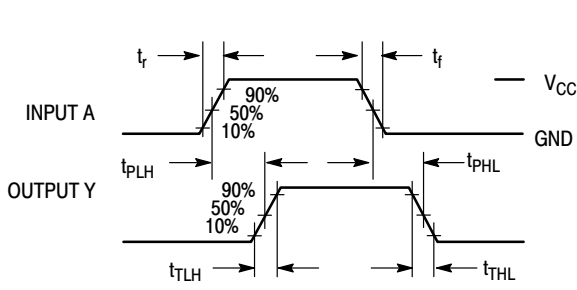 tr
tf
VCC
90%
INPUT A
50%
10%
GND
tPLH
tPHL
OUTPUT Y
90%
50%
10%
tTLH
tTHL